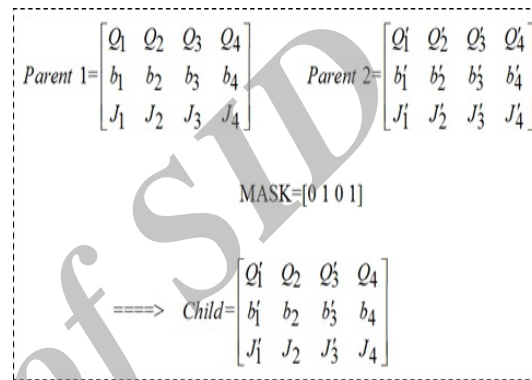 Parent 1= [Q₁ Q₂ Q₃ Q₄ Parent 2= [Q′₁ Q′₂ Q′₃ Q′₄
b₁ b₂ b₃ b₄ b′₁ b′₂ b′₃ b′₄
J₁ J₂ J₃ J₄] J′₁ J′₂ J′₃ J′₄]
MASK=[0 1 0 1]
====> Child= [Q′₁ Q₂ Q′₃ Q₄
b′₁ b₂ b′₃ b₄
J′₁ J₂ J′₃ J₄]
of SID